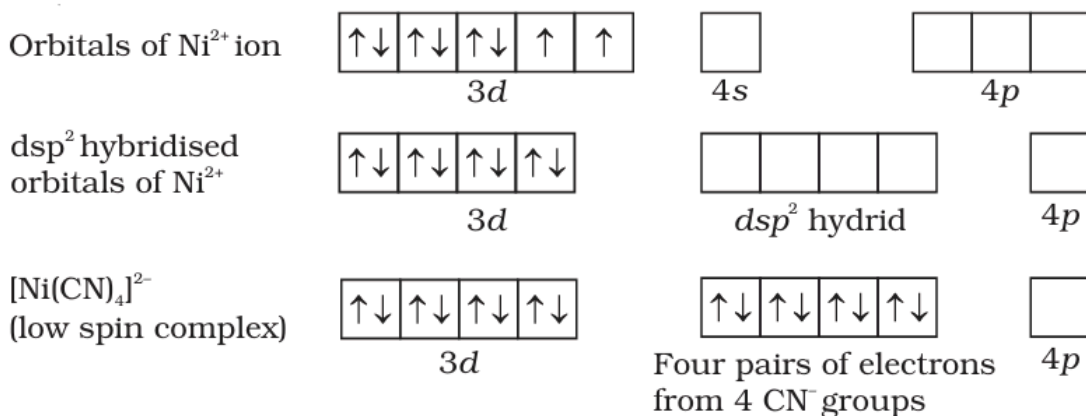 Orbitals of Ni²⁺ ion
↑↓ ↑↓ ↑↓ ↑ ↑
3d
4s
4p
dsp² hybridised
orbitals of Ni²⁺
↑↓ ↑↓ ↑↓ ↑↓
3d
dsp² hydrid
4p
[Ni(CN)₄]²⁻
(low spin complex)
↑↓ ↑↓ ↑↓ ↑↓
3d
↑↓ ↑↓ ↑↓ ↑↓
Four pairs of electrons
from 4 CN⁻ groups
4p